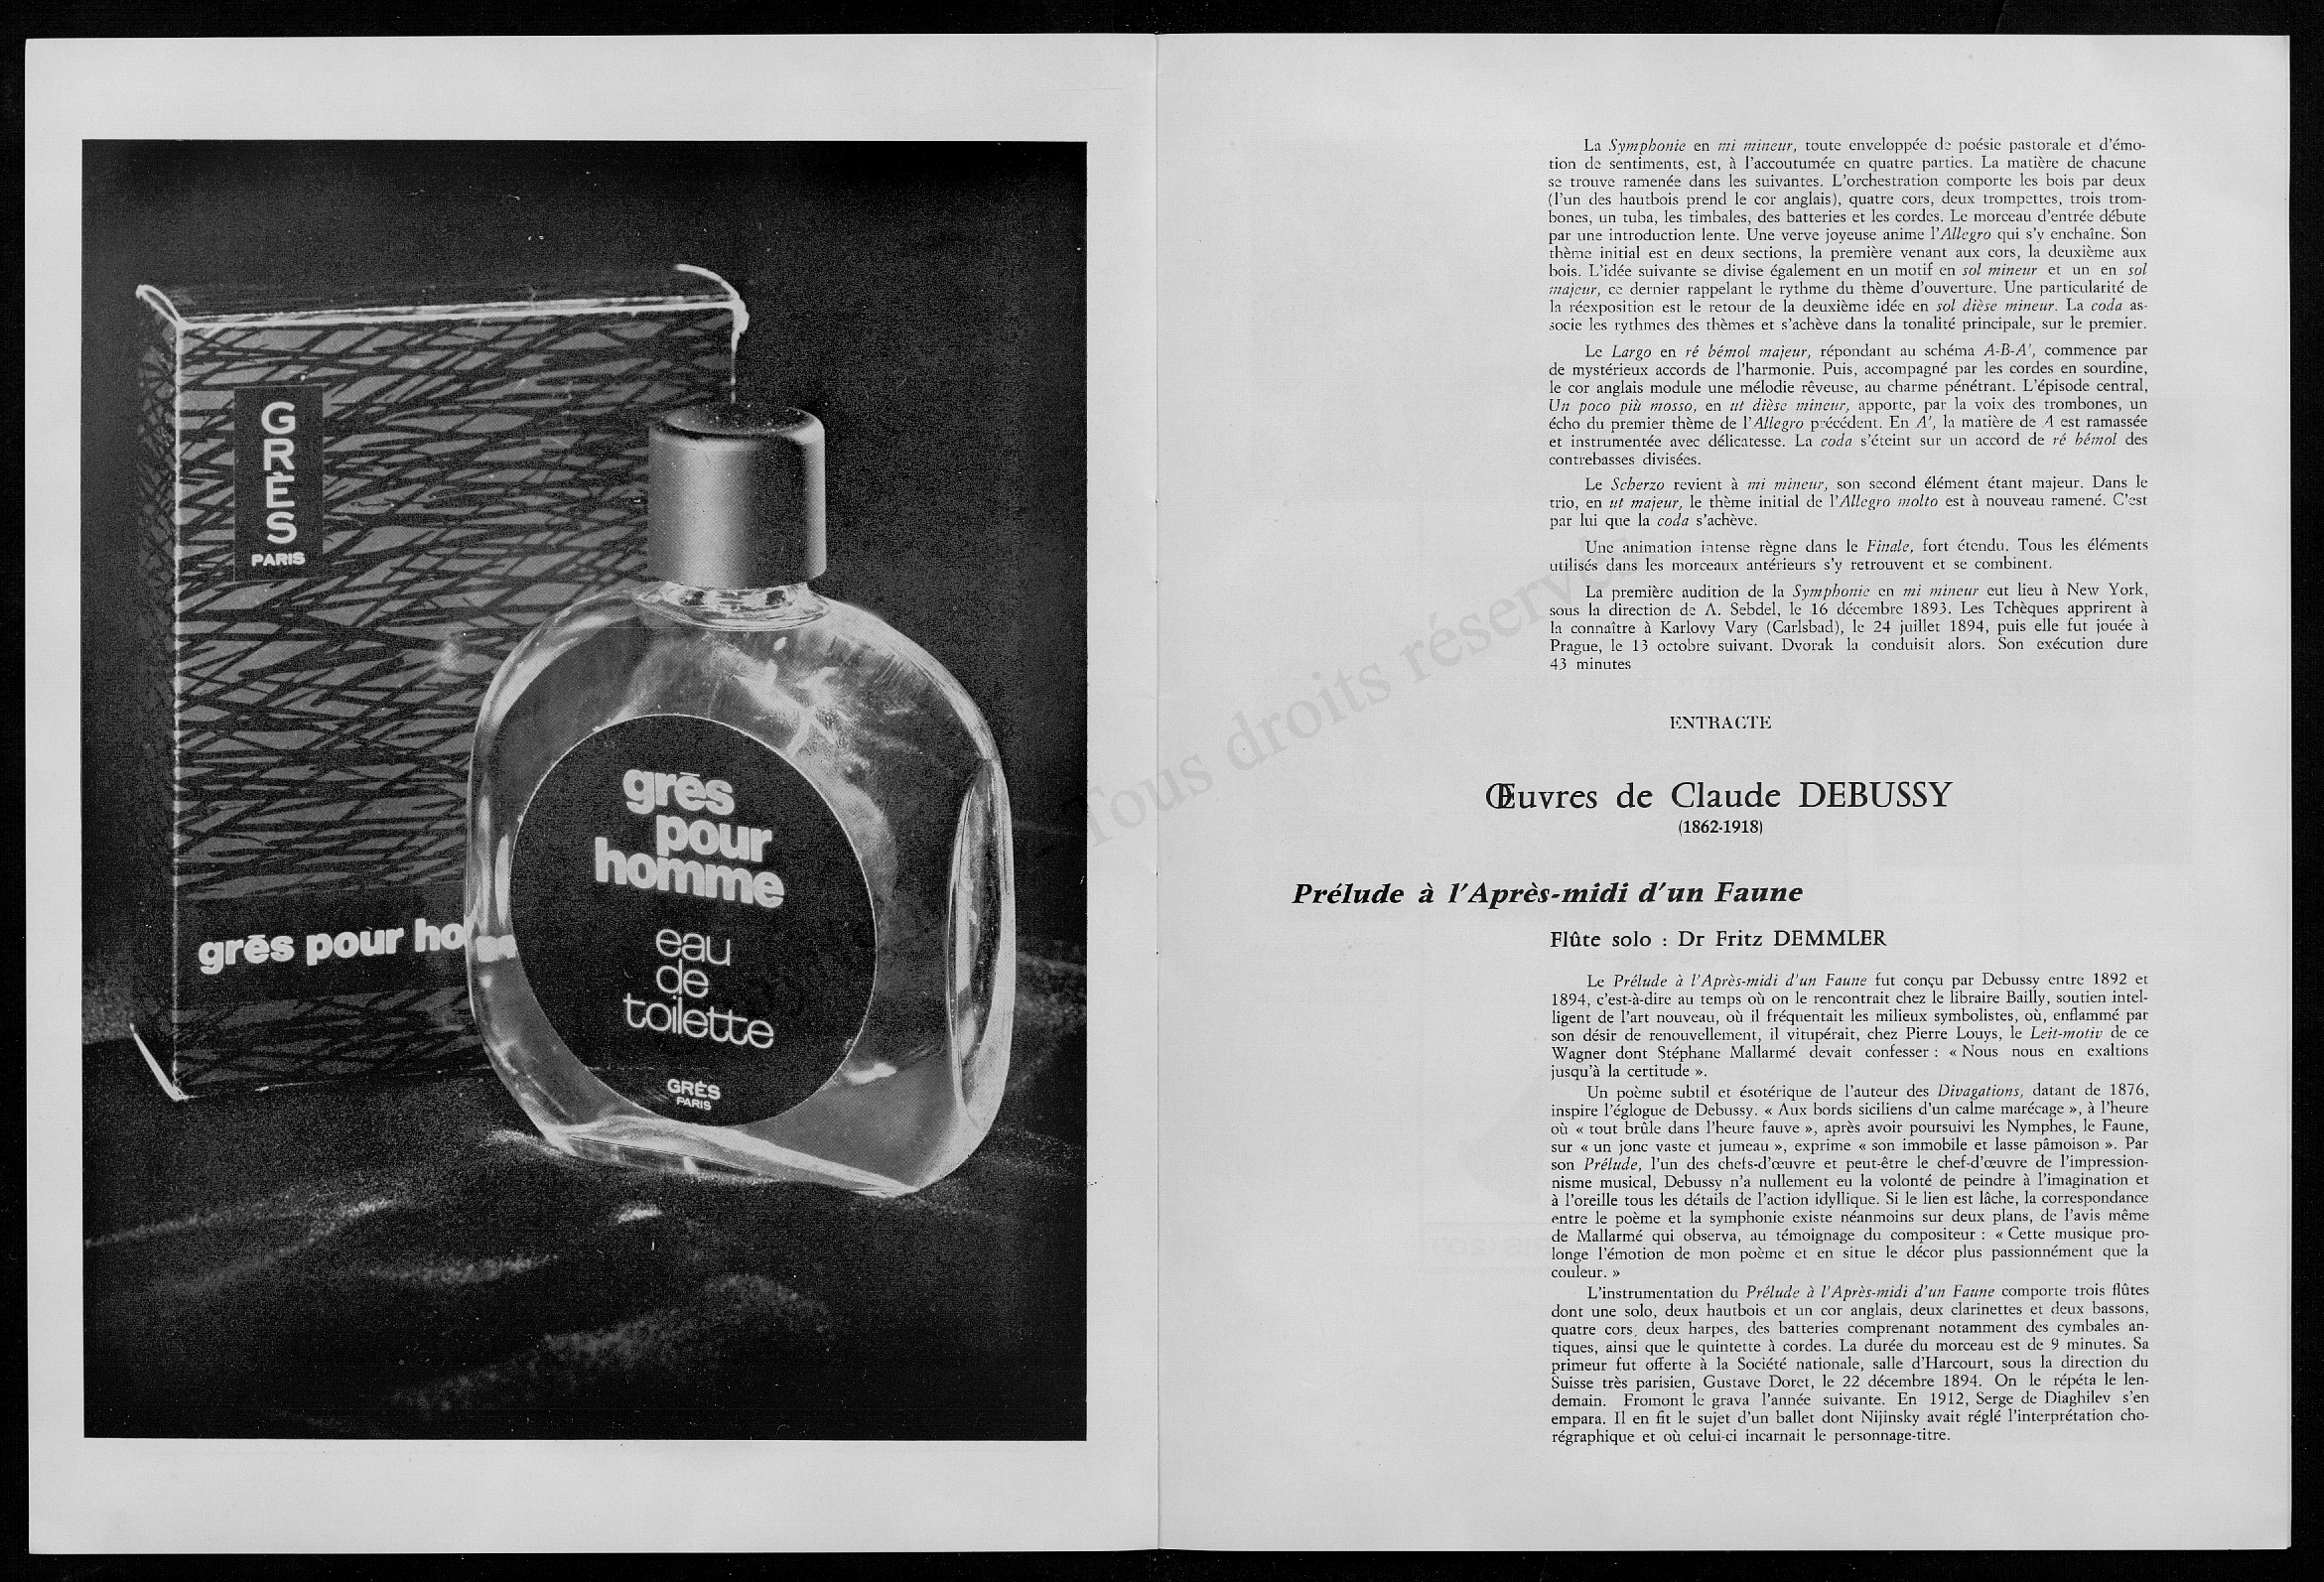 GRÈS
PARIS
grès pour ho
grès
pour
homme
eau
de
toilette
GRÈS
PARIS
La Symphonie en mi mineur, toute enveloppée de poésie pastorale et d'émo-
tion de sentiments, est, à l'accoutumée en quatre parties. La matière de chacune
se trouve ramenée dans les suivantes. L'orchestration comporte les bois par deux
(l'un des hautbois prend le cor anglais), quatre cors, deux trompettes, trois trom-
bones, un tuba, les timbales, des batteries et les cordes. Le morceau d'entrée débute
par une introduction lente. Une verve joyeuse anime l'Allegro qui s'y enchaîne. Son
thème initial est en deux sections, la première venant aux cors, la deuxième aux
bois. L'idée suivante se divise également en un motif en sol mineur et un en sol
majeur, ce dernier rappelant le rythme du thème d'ouverture. Une particularité de
la réexposition est le retour de la deuxième idée en sol dièse mineur. La coda as-
socie les rythmes des thèmes et s'achève dans la tonalité principale, sur le premier.
Le Largo en ré bémol majeur, répondant au schéma A-B-A', commence par
de mystérieux accords de l'harmonie. Puis, accompagné par les cordes en sourdine,
le cor anglais module une mélodie rêveuse, au charme pénétrant. L'épisode central,
Un poco più mosso, en ut dièse mineur, apporte, par la voix des trombones, un
écho du premier thème de l'Allegro précédent. En A', la matière de A est ramassée
et instrumentée avec délicatesse. La coda s'éteint sur un accord de ré bémol des
contrebasses divisées.
Le Scherzo revient à mi mineur, son second élément étant majeur. Dans le
trio, en ut majeur, le thème initial de l'Allegro molto est à nouveau ramené. C'est
par lui que la coda s'achève.
Une animation intense règne dans le Finale, fort étendu. Tous les éléments
utilisés dans les morceaux antérieurs s'y retrouvent et se combinent.
La première audition de la Symphonie en mi mineur eut lieu à New York,
sous la direction de A. Sebdel, le 16 décembre 1893. Les Tchèques apprirent à
la connaître à Karlovy Vary (Carlsbad), le 24 juillet 1894, puis elle fut jouée à
Prague, le 13 octobre suivant. Dvorak la conduisit alors. Son exécution dure
43 minutes
Tous droits réservés
ENTRACTE
Œuvres de Claude DEBUSSY
(1862-1918)
Prélude à l'Après-midi d'un Faune
Flûte solo : Dr Fritz DEMMLER
Le Prélude à l'Après-midi d'un Faune fut conçu par Debussy entre 1892 et
1894, c'est-à-dire au temps où on le rencontrait chez le libraire Bailly, soutien intel-
ligent de l'art nouveau, où il fréquentait les milieux symbolistes, où, enflammé par
son désir de renouvellement, il vitupérait, chez Pierre Louys, le Leit-motiv de ce
Wagner dont Stéphane Mallarmé devait confesser : « Nous nous en exaltions
jusqu'à la certitude ».
Un poème subtil et ésotérique de l'auteur des Divagations, datant de 1876,
inspire l'églogue de Debussy. « Aux bords siciliens d'un calme marécage », à l'heure
où « tout brûle dans l'heure fauve », après avoir poursuivi les Nymphes, le Faune,
sur « un jonc vaste et jumeau », exprime « son immobile et lasse pâmoison ». Par
son Prélude, l'un des chefs-d'œuvre et peut-être le chef-d'œuvre de l'impression-
nisme musical, Debussy n'a nullement eu la volonté de peindre à l'imagination et
à l'oreille tous les détails de l'action idyllique. Si le lien est lâche, la correspondance
entre le poème et la symphonie existe néanmoins sur deux plans, de l'avis même
de Mallarmé qui observa, au témoignage du compositeur : « Cette musique pro-
longe l'émotion de mon poème et en situe le décor plus passionnément que la
couleur. »
L'instrumentation du Prélude à l'Après-midi d'un Faune comporte trois flûtes
dont une solo, deux hautbois et un cor anglais, deux clarinettes et deux bassons,
quatre cors, deux harpes, des batteries comprenant notamment des cymbales an-
tiques, ainsi que le quintette à cordes. La durée du morceau est de 9 minutes. Sa
primeur fut offerte à la Société nationale, salle d'Harcourt, sous la direction du
Suisse très parisien, Gustave Doret, le 22 décembre 1894. On le répéta le len-
demain. Fromont le grava l'année suivante. En 1912, Serge de Diaghilev s'en
empara. Il en fit le sujet d'un ballet dont Nijinsky avait réglé l'interprétation cho-
régraphique et où celui-ci incarnait le personnage-titre.